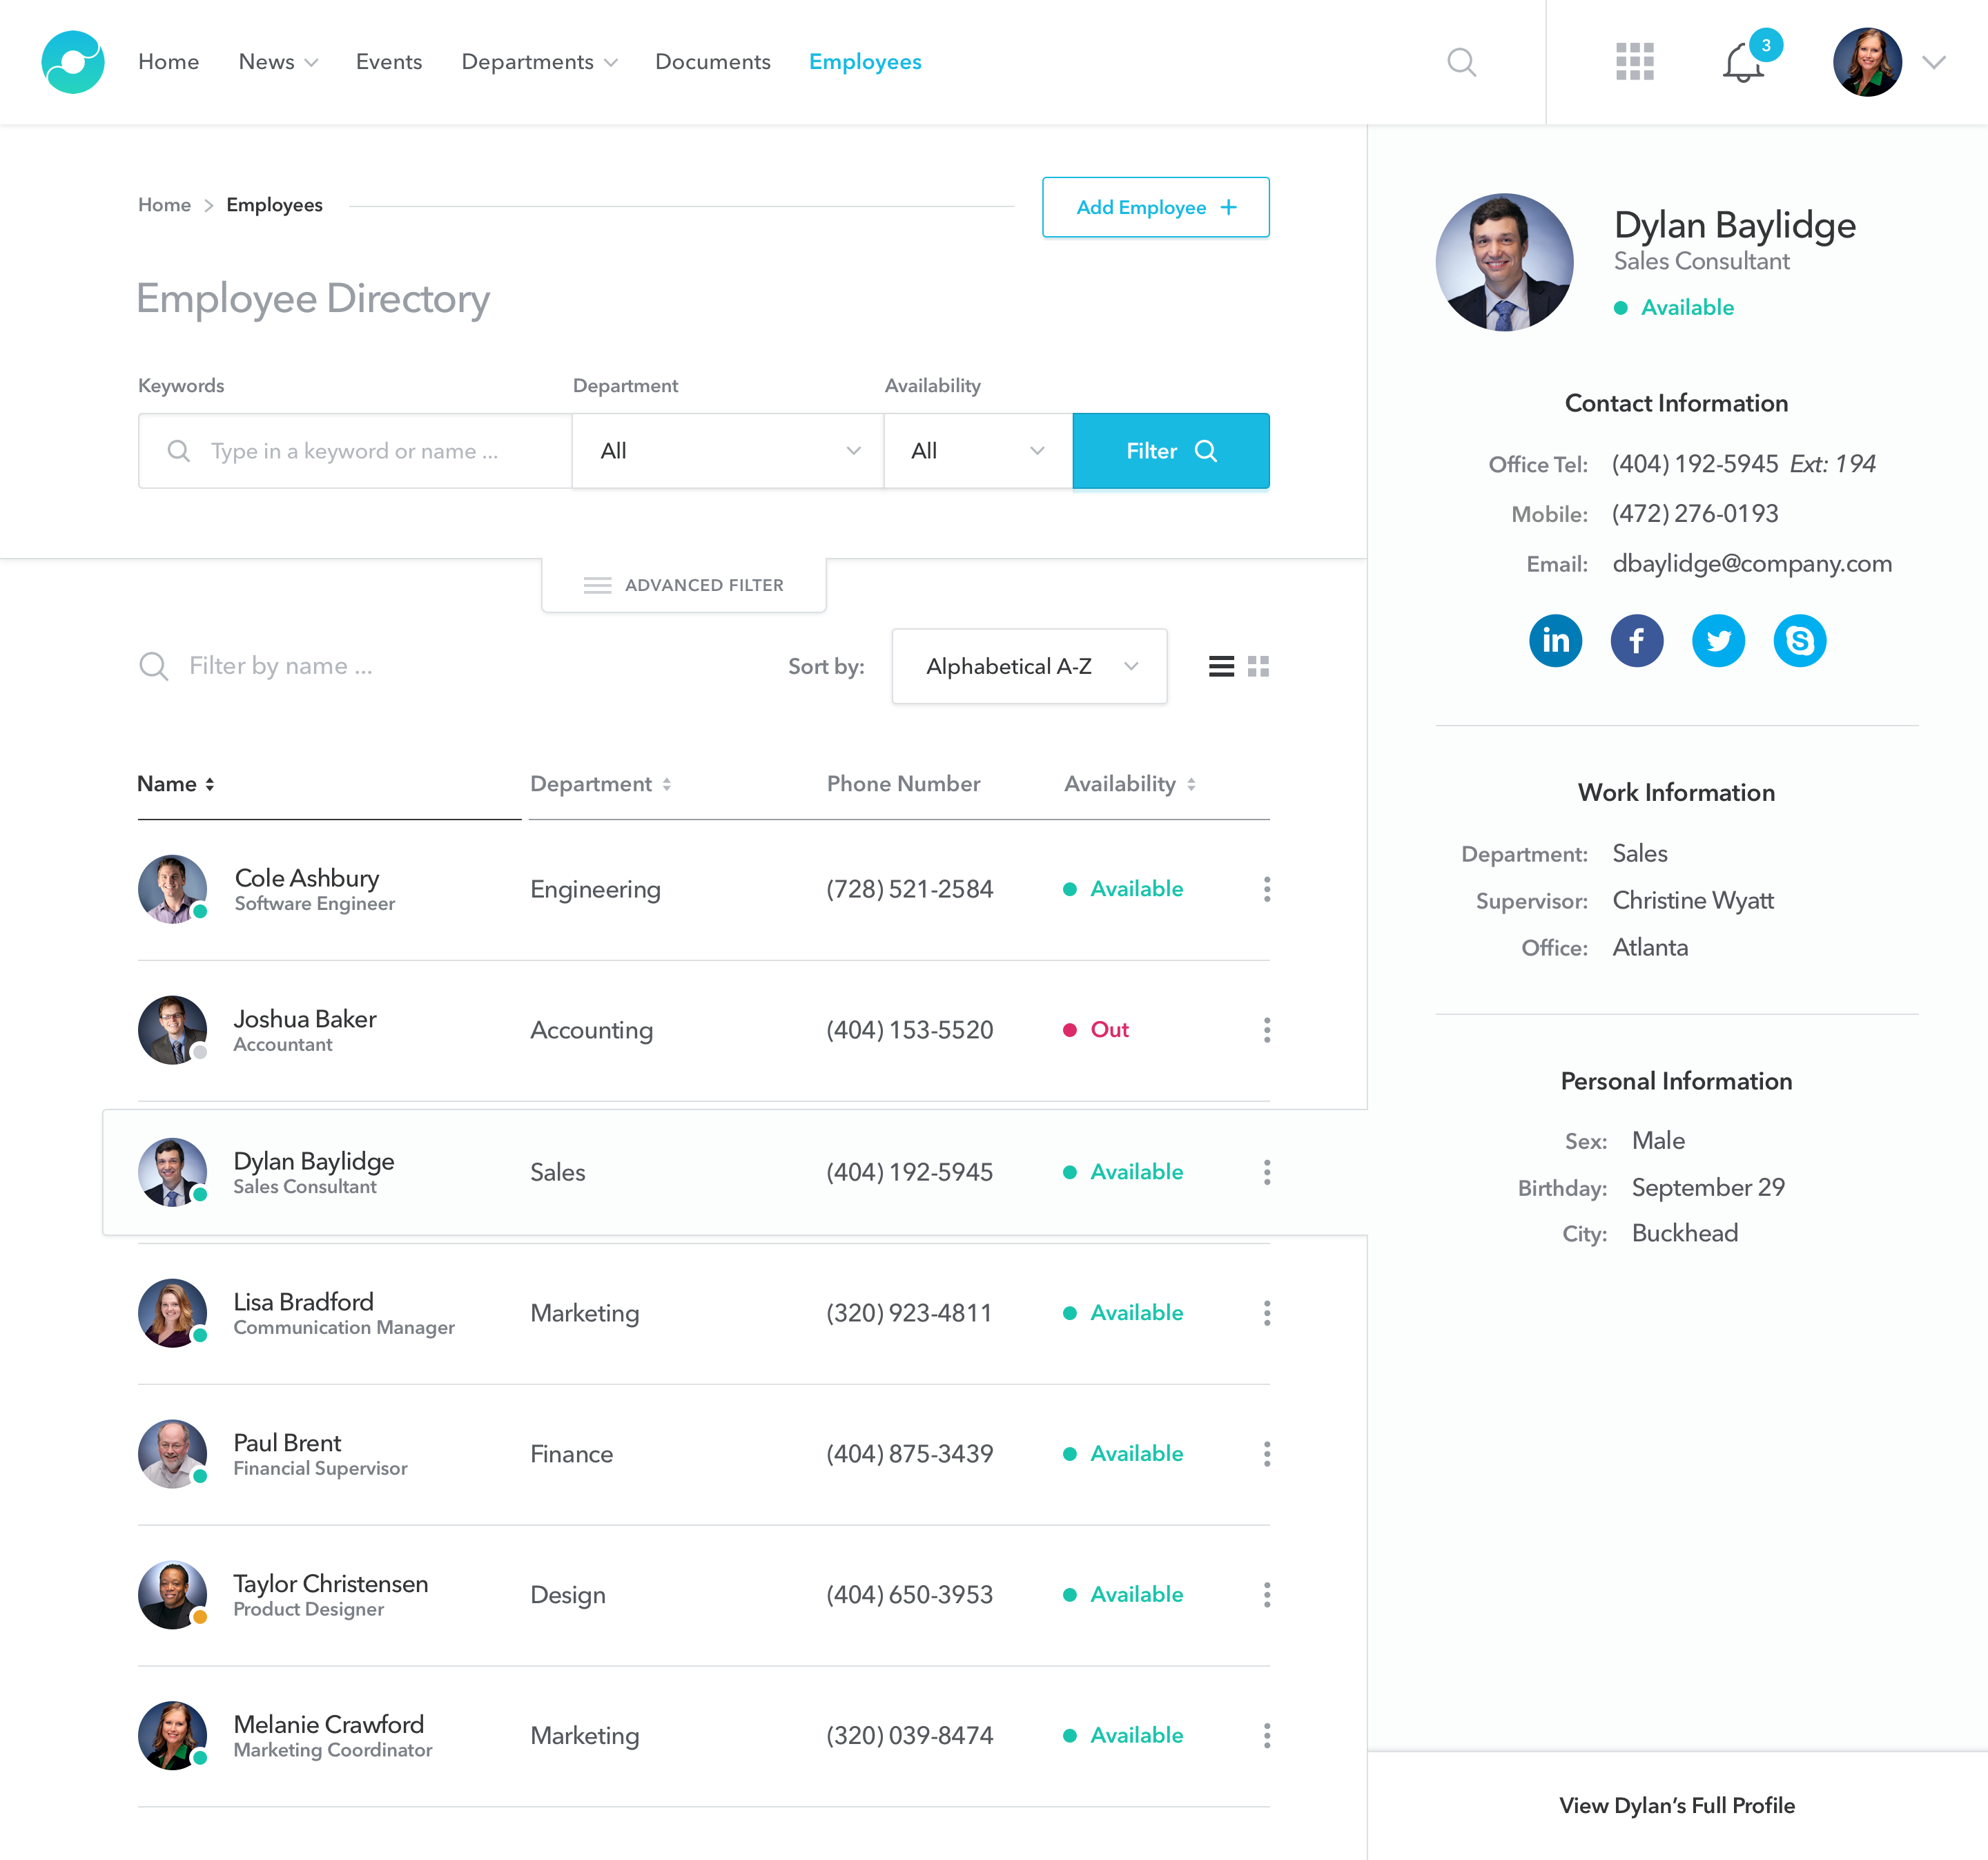 Home News Events Departments Documents Employees
3
Home > Employees
Add Employee +
Employee Directory
Keywords Department Availability
Type in a keyword or name ... All All Filter
ADVANCED FILTER
Filter by name ... Sort by: Alphabetical A-Z
Name Department Phone Number Availability
Cole Ashbury
Software Engineer
Engineering (728) 521-2584 Available
Joshua Baker
Accountant
Accounting (404) 153-5520 Out
Dylan Baylidge
Sales Consultant
Sales (404) 192-5945 Available
Lisa Bradford
Communication Manager
Marketing (320) 923-4811 Available
Paul Brent
Financial Supervisor
Finance (404) 875-3439 Available
Taylor Christensen
Product Designer
Design (404) 650-3953 Available
Melanie Crawford
Marketing Coordinator
Marketing (320) 039-8474 Available
Dylan Baylidge
Sales Consultant
Available
Contact Information
Office Tel: (404) 192-5945 Ext: 194
Mobile: (472) 276-0193
Email: dbaylidge@company.com
in f S
Work Information
Department: Sales
Supervisor: Christine Wyatt
Office: Atlanta
Personal Information
Sex: Male
Birthday: September 29
City: Buckhead
View Dylan's Full Profile